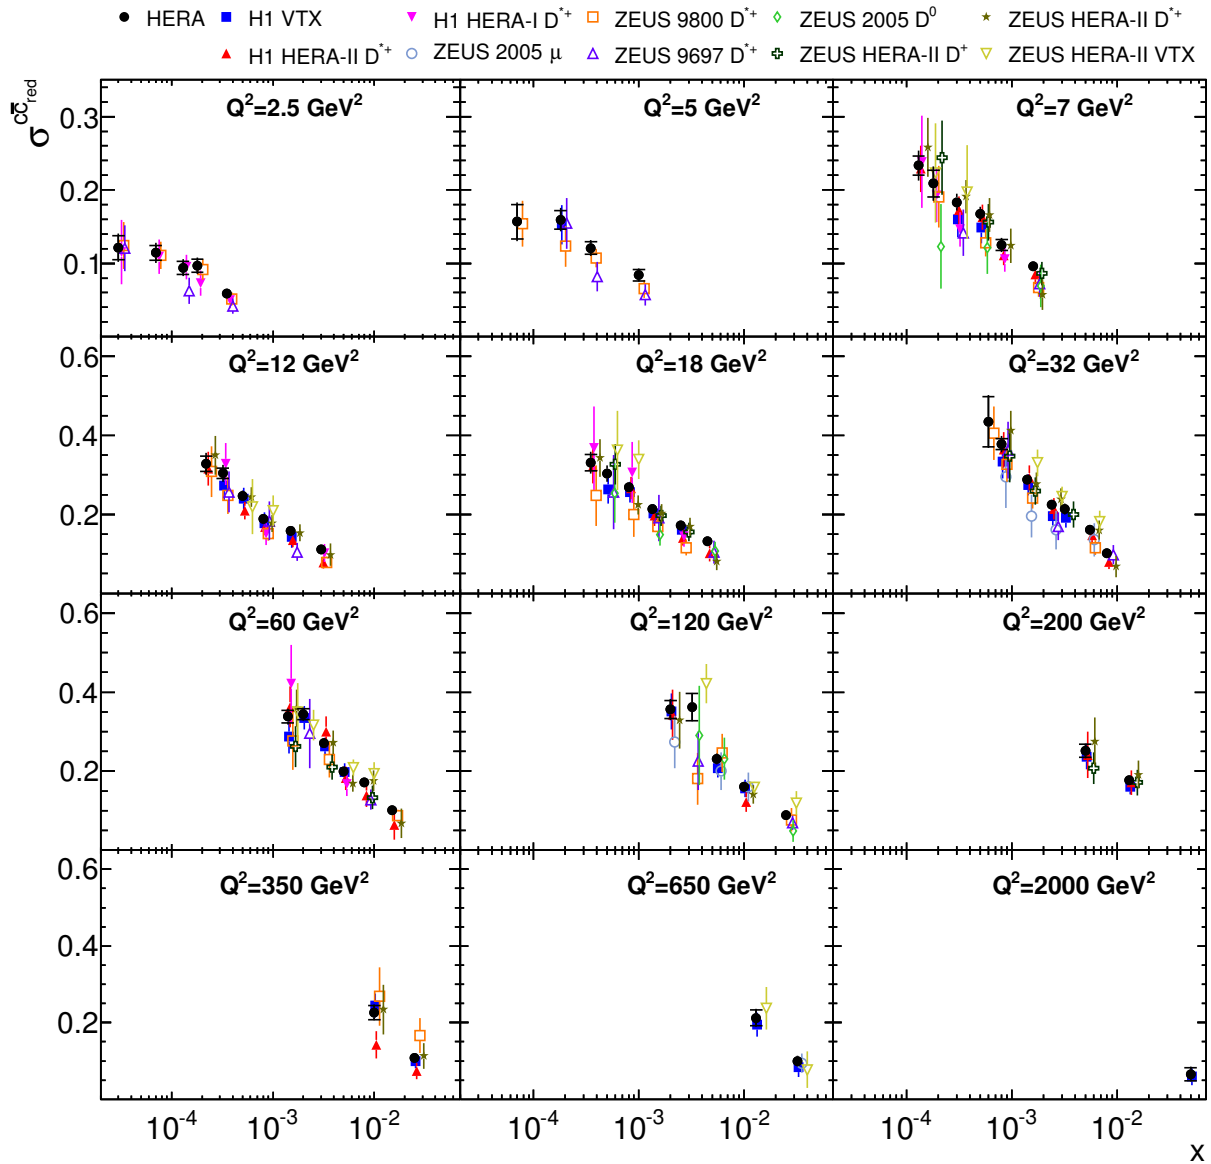 HERA H1 VTX H1 HERA-I D*+ ZEUS 9800 D*+ ZEUS 2005 D0 ZEUS HERA-II D*+
H1 HERA-II D*+ ZEUS 2005 μ ZEUS 9697 D*+ ZEUS HERA-II D+ ZEUS HERA-II VTX
σ^cc̄_red
Q²=2.5 GeV² Q²=5 GeV² Q²=7 GeV²
0.3
0.2
0.1
Q²=12 GeV² Q²=18 GeV² Q²=32 GeV²
0.6
0.4
0.2
Q²=60 GeV² Q²=120 GeV² Q²=200 GeV²
0.6
0.4
0.2
Q²=350 GeV² Q²=650 GeV² Q²=2000 GeV²
0.6
0.4
0.2
10⁻⁴ 10⁻³ 10⁻² 10⁻⁴ 10⁻³ 10⁻² 10⁻⁴ 10⁻³ 10⁻²
x